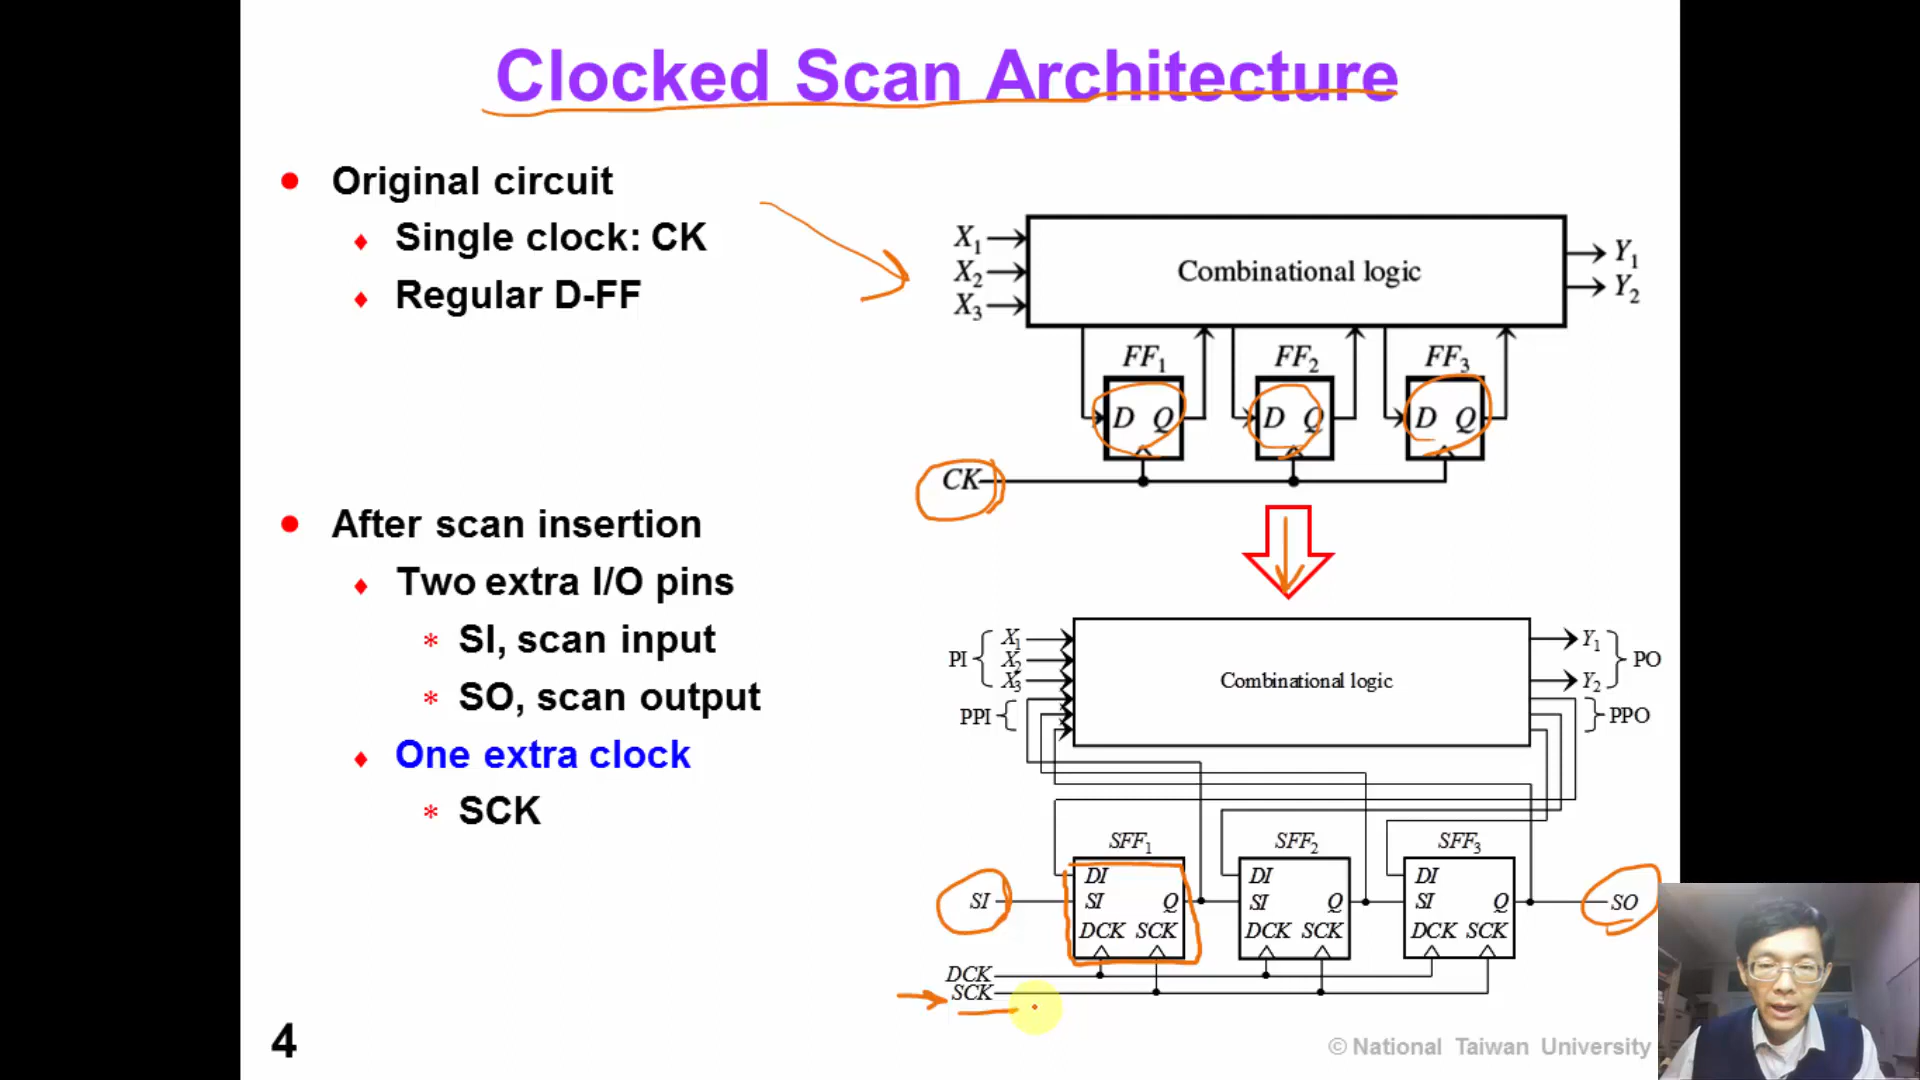 Clocked Scan Architecture
Original circuit
Single clock: CK
Regular D-FF
X1
X2
X3
Combinational logic
Y1
Y2
FF1
FF2
FF3
D Q
D Q
D Q
CK
After scan insertion
Two extra I/O pins
SI, scan input
SO, scan output
One extra clock
SCK
PI
X1
X2
X3
PPI
Combinational logic
Y1
Y2
PO
PPO
SFF1
SFF2
SFF3
DI
SI Q
DCK SCK
DI
SI Q
DCK SCK
DI
SI Q
DCK SCK
SI
SO
DCK
SCK
4
© National Taiwan University